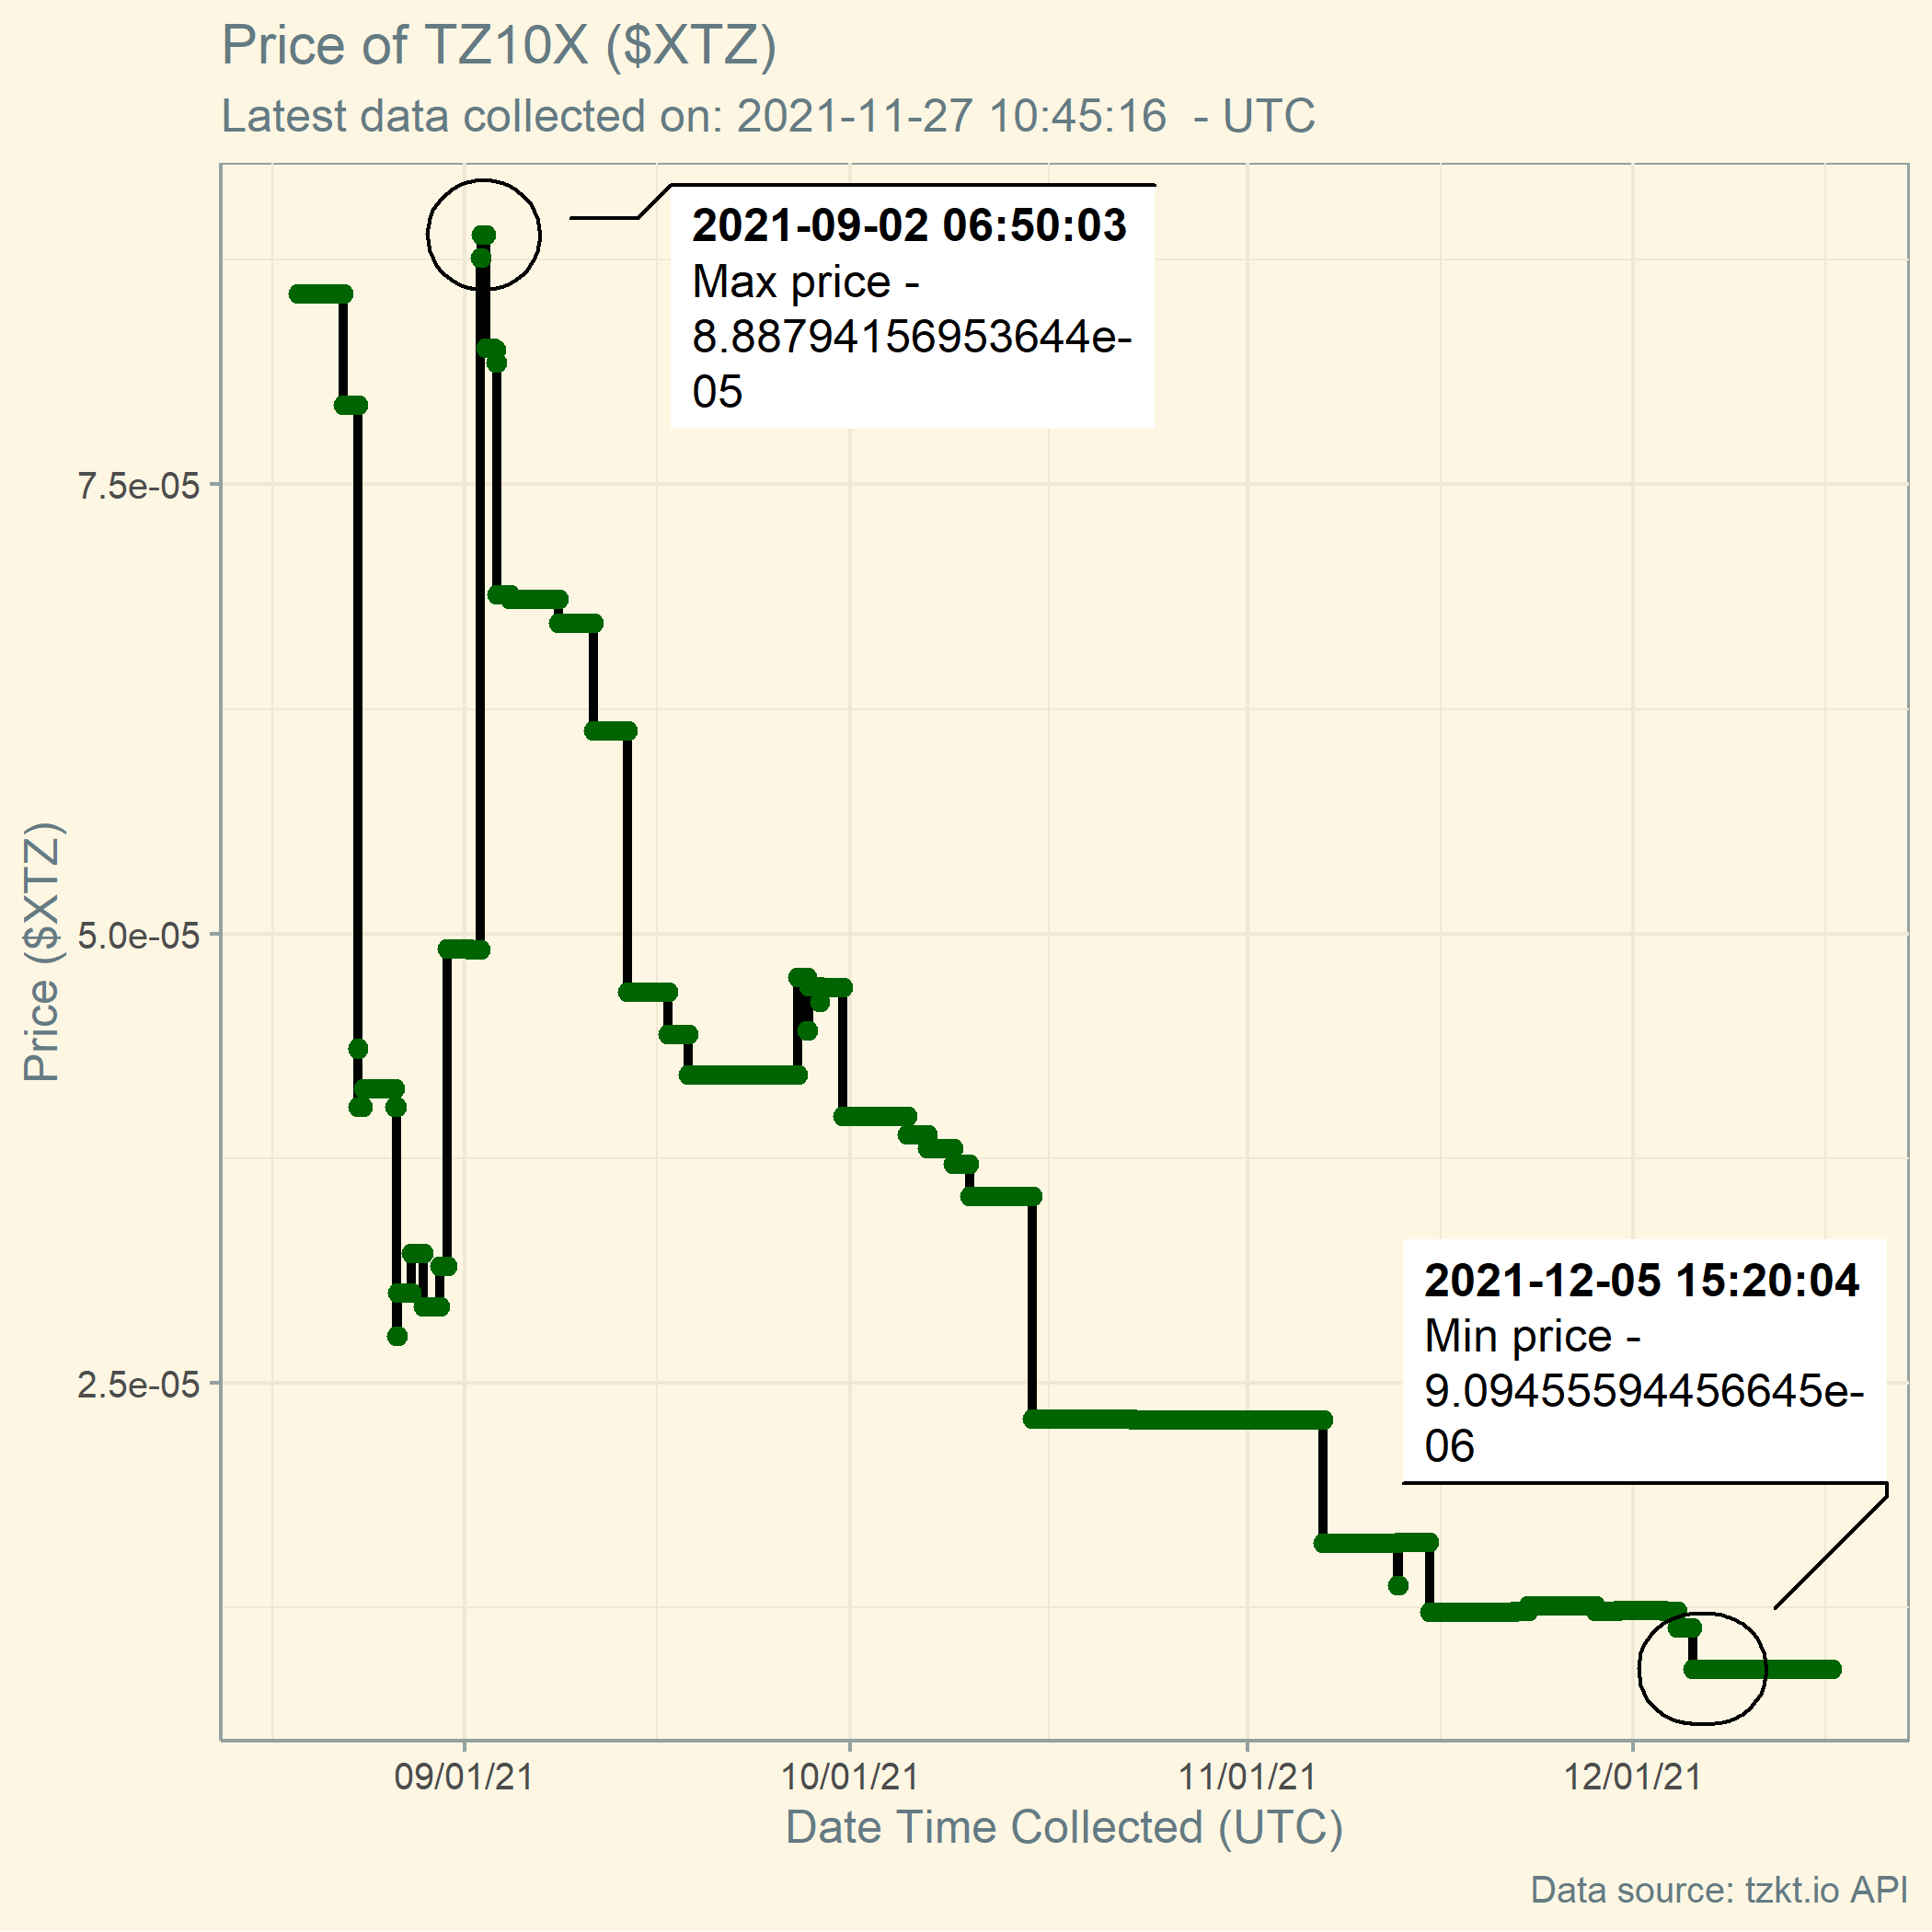 Price of TZ10X ($XTZ)
Latest data collected on: 2021-11-27 10:45:16  - UTC
2021-09-02 06:50:03
Max price -
8.88794156953644e-
05
7.5e-05
5.0e-05
2.5e-05
Price ($XTZ)
2021-12-05 15:20:04
Min price -
9.09455594456645e-
06
09/01/21
10/01/21
11/01/21
12/01/21
Date Time Collected (UTC)
Data source: tzkt.io API